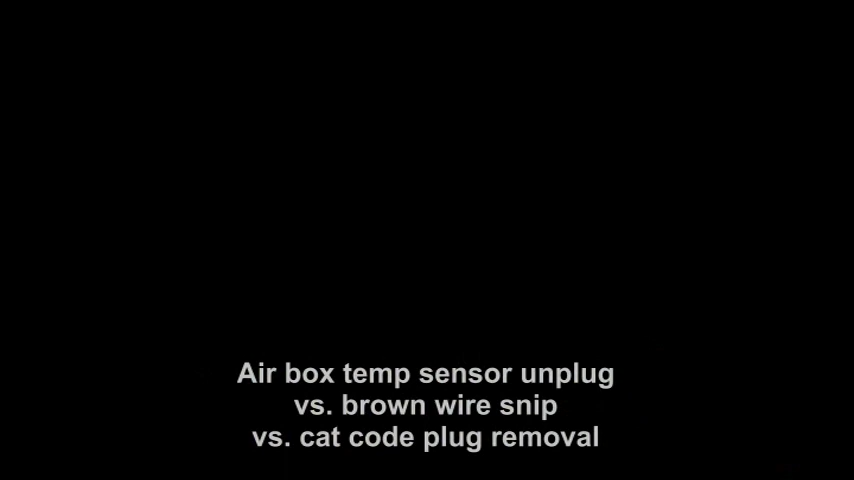 Air box temp sensor unplug
vs. brown wire snip
vs. cat code plug removal